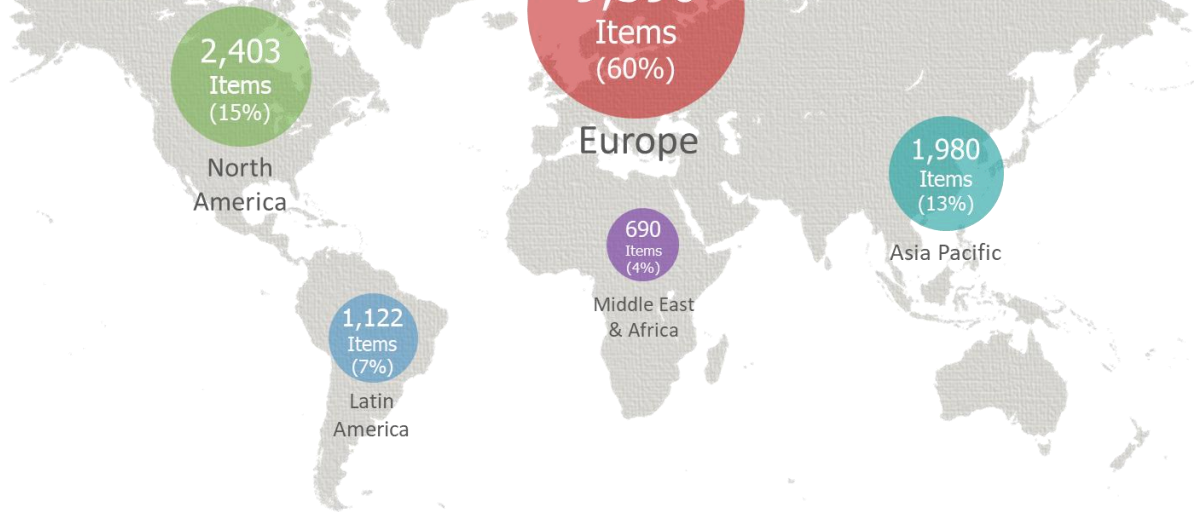 2,403
Items
(15%)
North
America
Items
(60%)
Europe
1,980
Items
(13%)
Asia Pacific
690
Items
(4%)
Middle East
& Africa
1,122
Items
(7%)
Latin
America